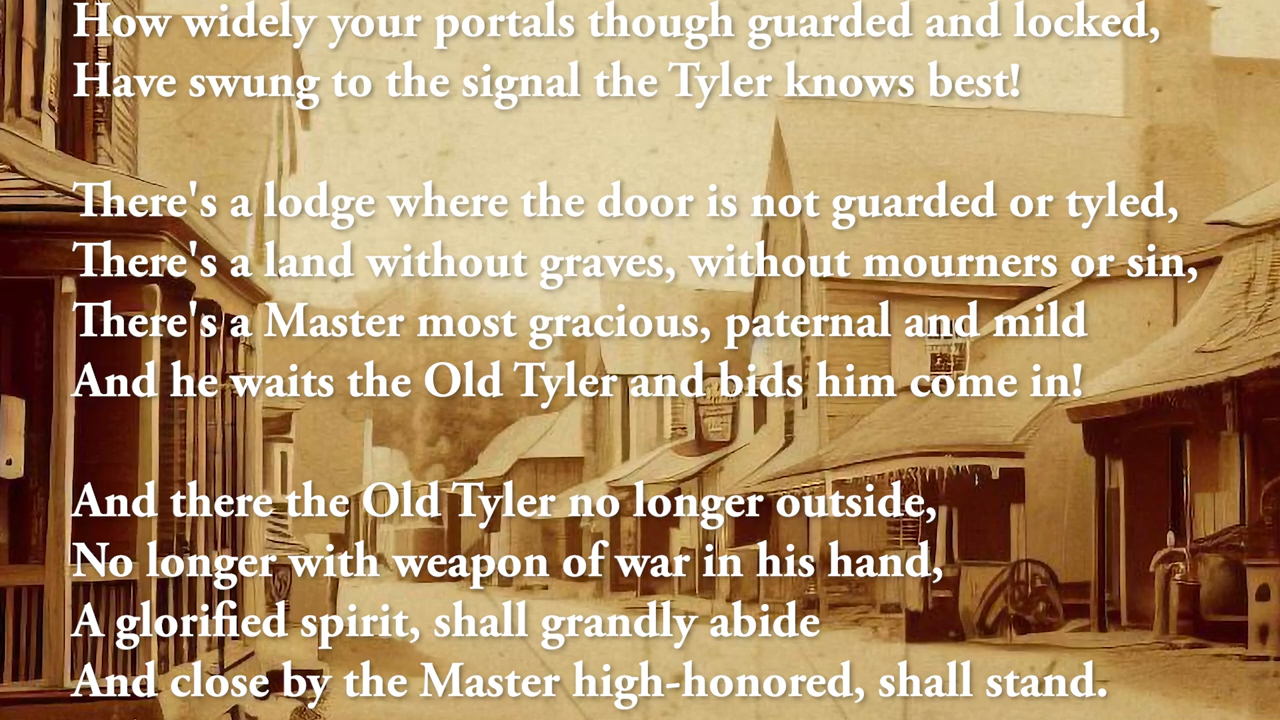 How widely your portals though guarded and locked,
Have swung to the signal the Tyler knows best!
There's a lodge where the door is not guarded or tyled,
There's a land without graves, without mourners or sin,
There's a Master most gracious, paternal and mild
And he waits the Old Tyler and bids him come in!
And there the Old Tyler no longer outside,
No longer with weapon of war in his hand,
A glorified spirit, shall grandly abide
And close by the Master high-honored, shall stand.